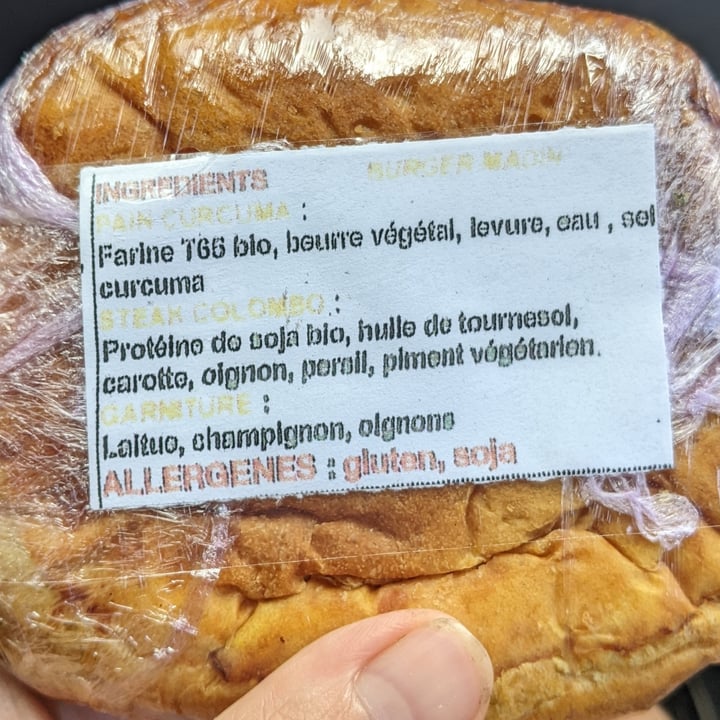 INGREDIENTS BURGER MADIN
PAIN CURCUMA :
Farine T65 bio, beurre végétal, levure, eau , sel
curcuma
STEAK COLOMBO :
Protéine de soja bio, huile de tournesol,
carotte, oignon, persil, piment végétarien.
GARNITURE :
Laitue, champignon, oignons
ALLERGENES : gluten, soja